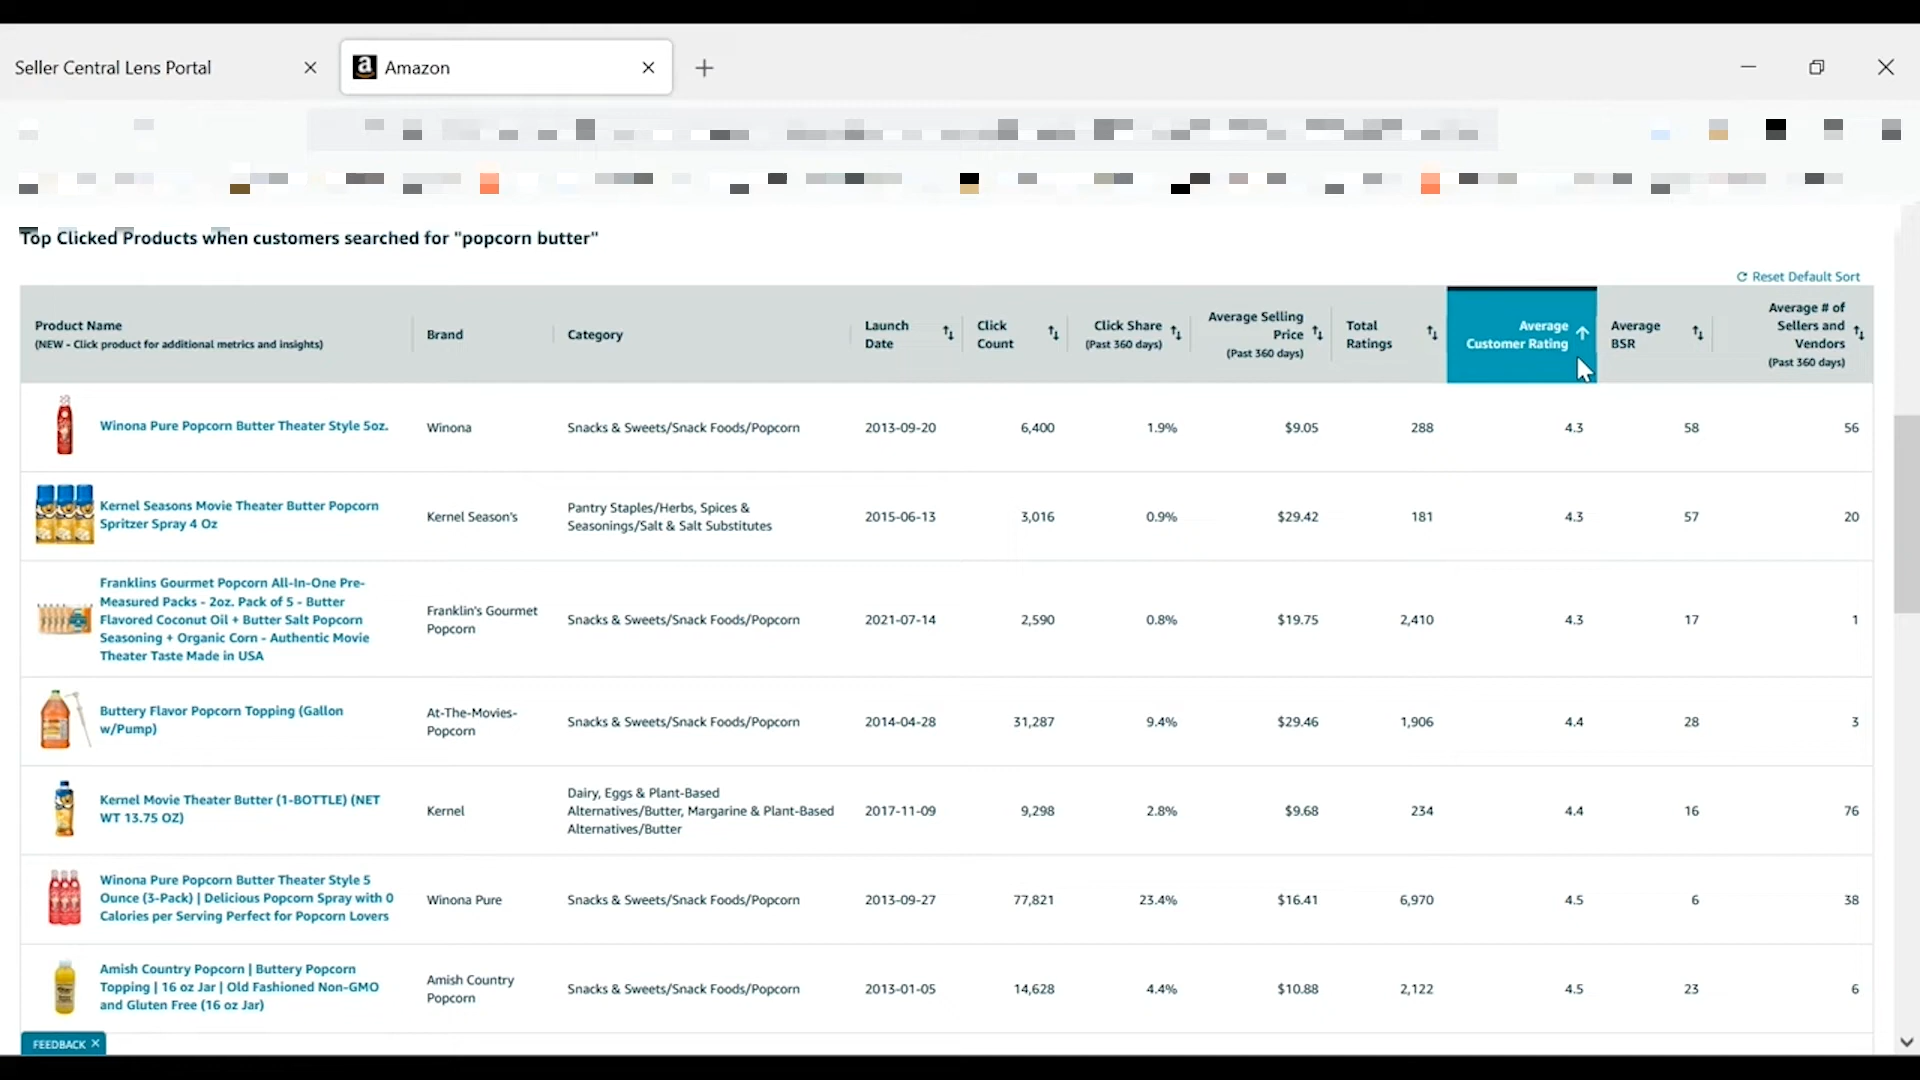 Seller Central Lens Portal
Amazon
Top Clicked Products when customers searched for "popcorn butter"
Reset Default Sort
Product Name
(NEW - Click product for additional metrics and insights)
Brand
Category
Launch
Date
Click
Count
Click Share
(Past 360 days)
Average Selling
Price
(Past 360 days)
Total
Ratings
Average
Customer Rating
Average
BSR
Average # of
Sellers and
Vendors
(Past 360 days)
Winona Pure Popcorn Butter Theater Style 5oz.
Winona
Snacks & Sweets/Snack Foods/Popcorn
2013-09-20
6,400
1.9%
$9.05
288
4.3
58
56
Kernel Seasons Movie Theater Butter Popcorn
Spritzer Spray 4 Oz
Kernel Season's
Pantry Staples/Herbs, Spices &
Seasonings/Salt & Salt Substitutes
2015-06-13
3,016
0.9%
$29.42
181
4.3
57
20
Franklins Gourmet Popcorn All-In-One Pre-
Measured Packs - 2oz. Pack of 5 - Butter
Flavored Coconut Oil + Butter Salt Popcorn
Seasoning + Organic Corn - Authentic Movie
Theater Taste Made in USA
Franklin's Gourmet
Popcorn
Snacks & Sweets/Snack Foods/Popcorn
2021-07-14
2,590
0.8%
$19.75
2,410
4.3
17
1
Buttery Flavor Popcorn Topping (Gallon
w/Pump)
At-The-Movies-
Popcorn
Snacks & Sweets/Snack Foods/Popcorn
2014-04-28
31,287
9.4%
$29.46
1,906
4.4
28
3
Kernel Movie Theater Butter (1-BOTTLE) (NET
WT 13.75 OZ)
Kernel
Dairy, Eggs & Plant-Based
Alternatives/Butter, Margarine & Plant-Based
Alternatives/Butter
2017-11-09
9,298
2.8%
$9.68
234
4.4
16
76
Winona Pure Popcorn Butter Theater Style 5
Ounce (3-Pack) | Delicious Popcorn Spray with 0
Calories per Serving Perfect for Popcorn Lovers
Winona Pure
Snacks & Sweets/Snack Foods/Popcorn
2013-09-27
77,821
23.4%
$16.41
6,970
4.5
6
38
Amish Country Popcorn | Buttery Popcorn
Topping | 16 oz Jar | Old Fashioned Non-GMO
and Gluten Free (16 oz Jar)
Amish Country
Popcorn
Snacks & Sweets/Snack Foods/Popcorn
2013-01-05
14,628
4.4%
$10.88
2,122
4.5
23
6
FEEDBACK